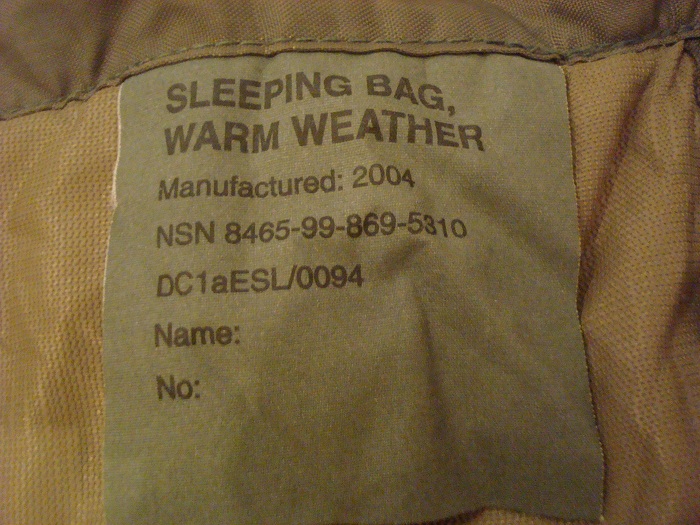 SLEEPING BAG,
WARM WEATHER
Manufactured: 2004
NSN 8465-99-869-5310
DC1aESL/0094
Name:
No: